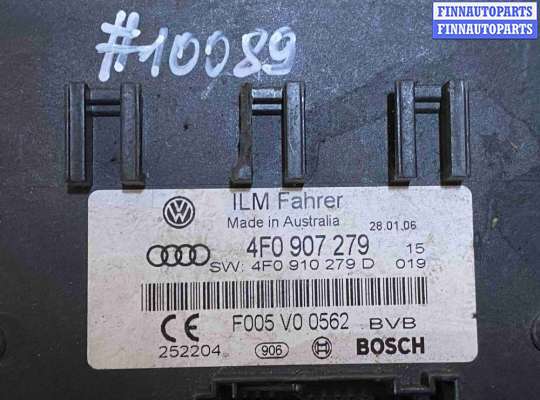 FINNAUTOPARTS
FINNAUTOPARTS
#10089
ILM Fahrer
Made in Australia 28.01.06
4F0 907 279 15
SW: 4F0 910 279 D 019
F005 V0 0562 BVB
CE
252204 906 BOSCH